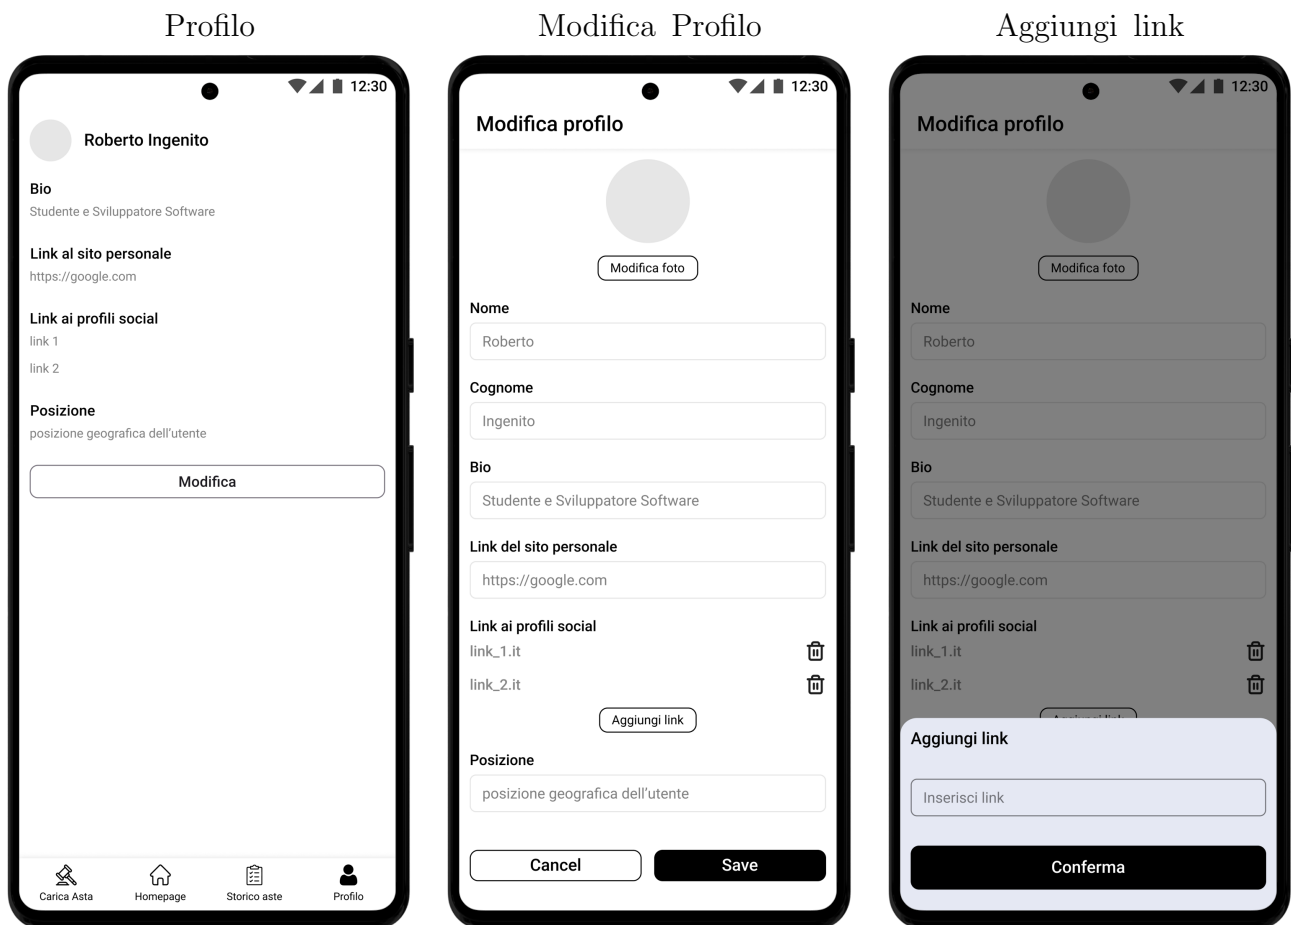 Profilo
12:30
Roberto Ingenito
Bio
Studente e Sviluppatore Software
Link al sito personale
https://google.com
Link ai profili social
link 1
link 2
Posizione
posizione geografica dell'utente
Modifica
Carica Asta
Homepage
Storico aste
Profilo
Modifica Profilo
12:30
Modifica profilo
Modifica foto
Nome
Roberto
Cognome
Ingenito
Bio
Studente e Sviluppatore Software
Link del sito personale
https://google.com
Link ai profili social
link_1.it
link_2.it
Aggiungi link
Posizione
posizione geografica dell'utente
Cancel
Save
Aggiungi link
12:30
Modifica profilo
Modifica foto
Nome
Roberto
Cognome
Ingenito
Bio
Studente e Sviluppatore Software
Link del sito personale
https://google.com
Link ai profili social
link_1.it
link_2.it
Aggiungi link
Aggiungi link
Inserisci link
Conferma